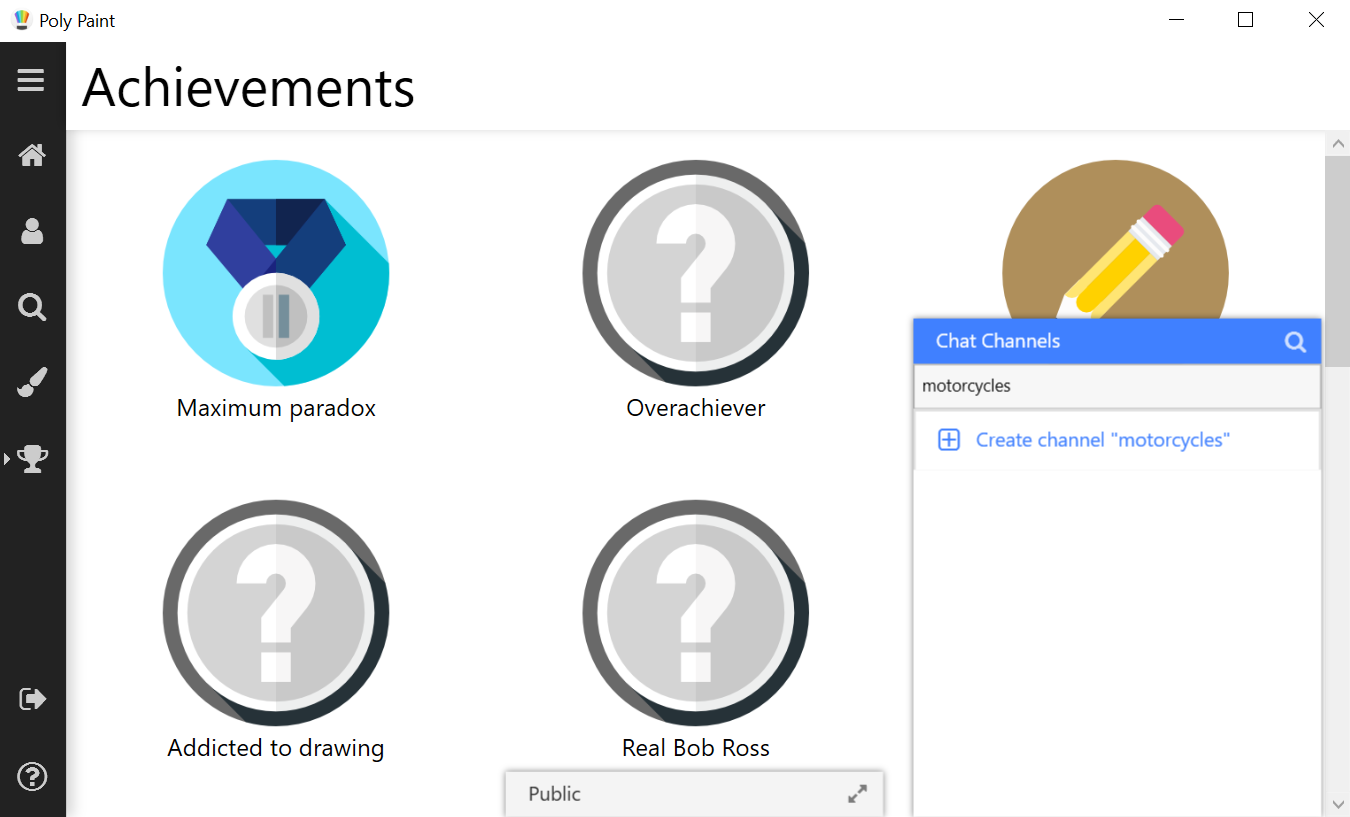 Poly Paint
Achievements
Maximum paradox
Overachiever
Chat Channels
motorcycles
Create channel "motorcycles"
Addicted to drawing
Real Bob Ross
Public